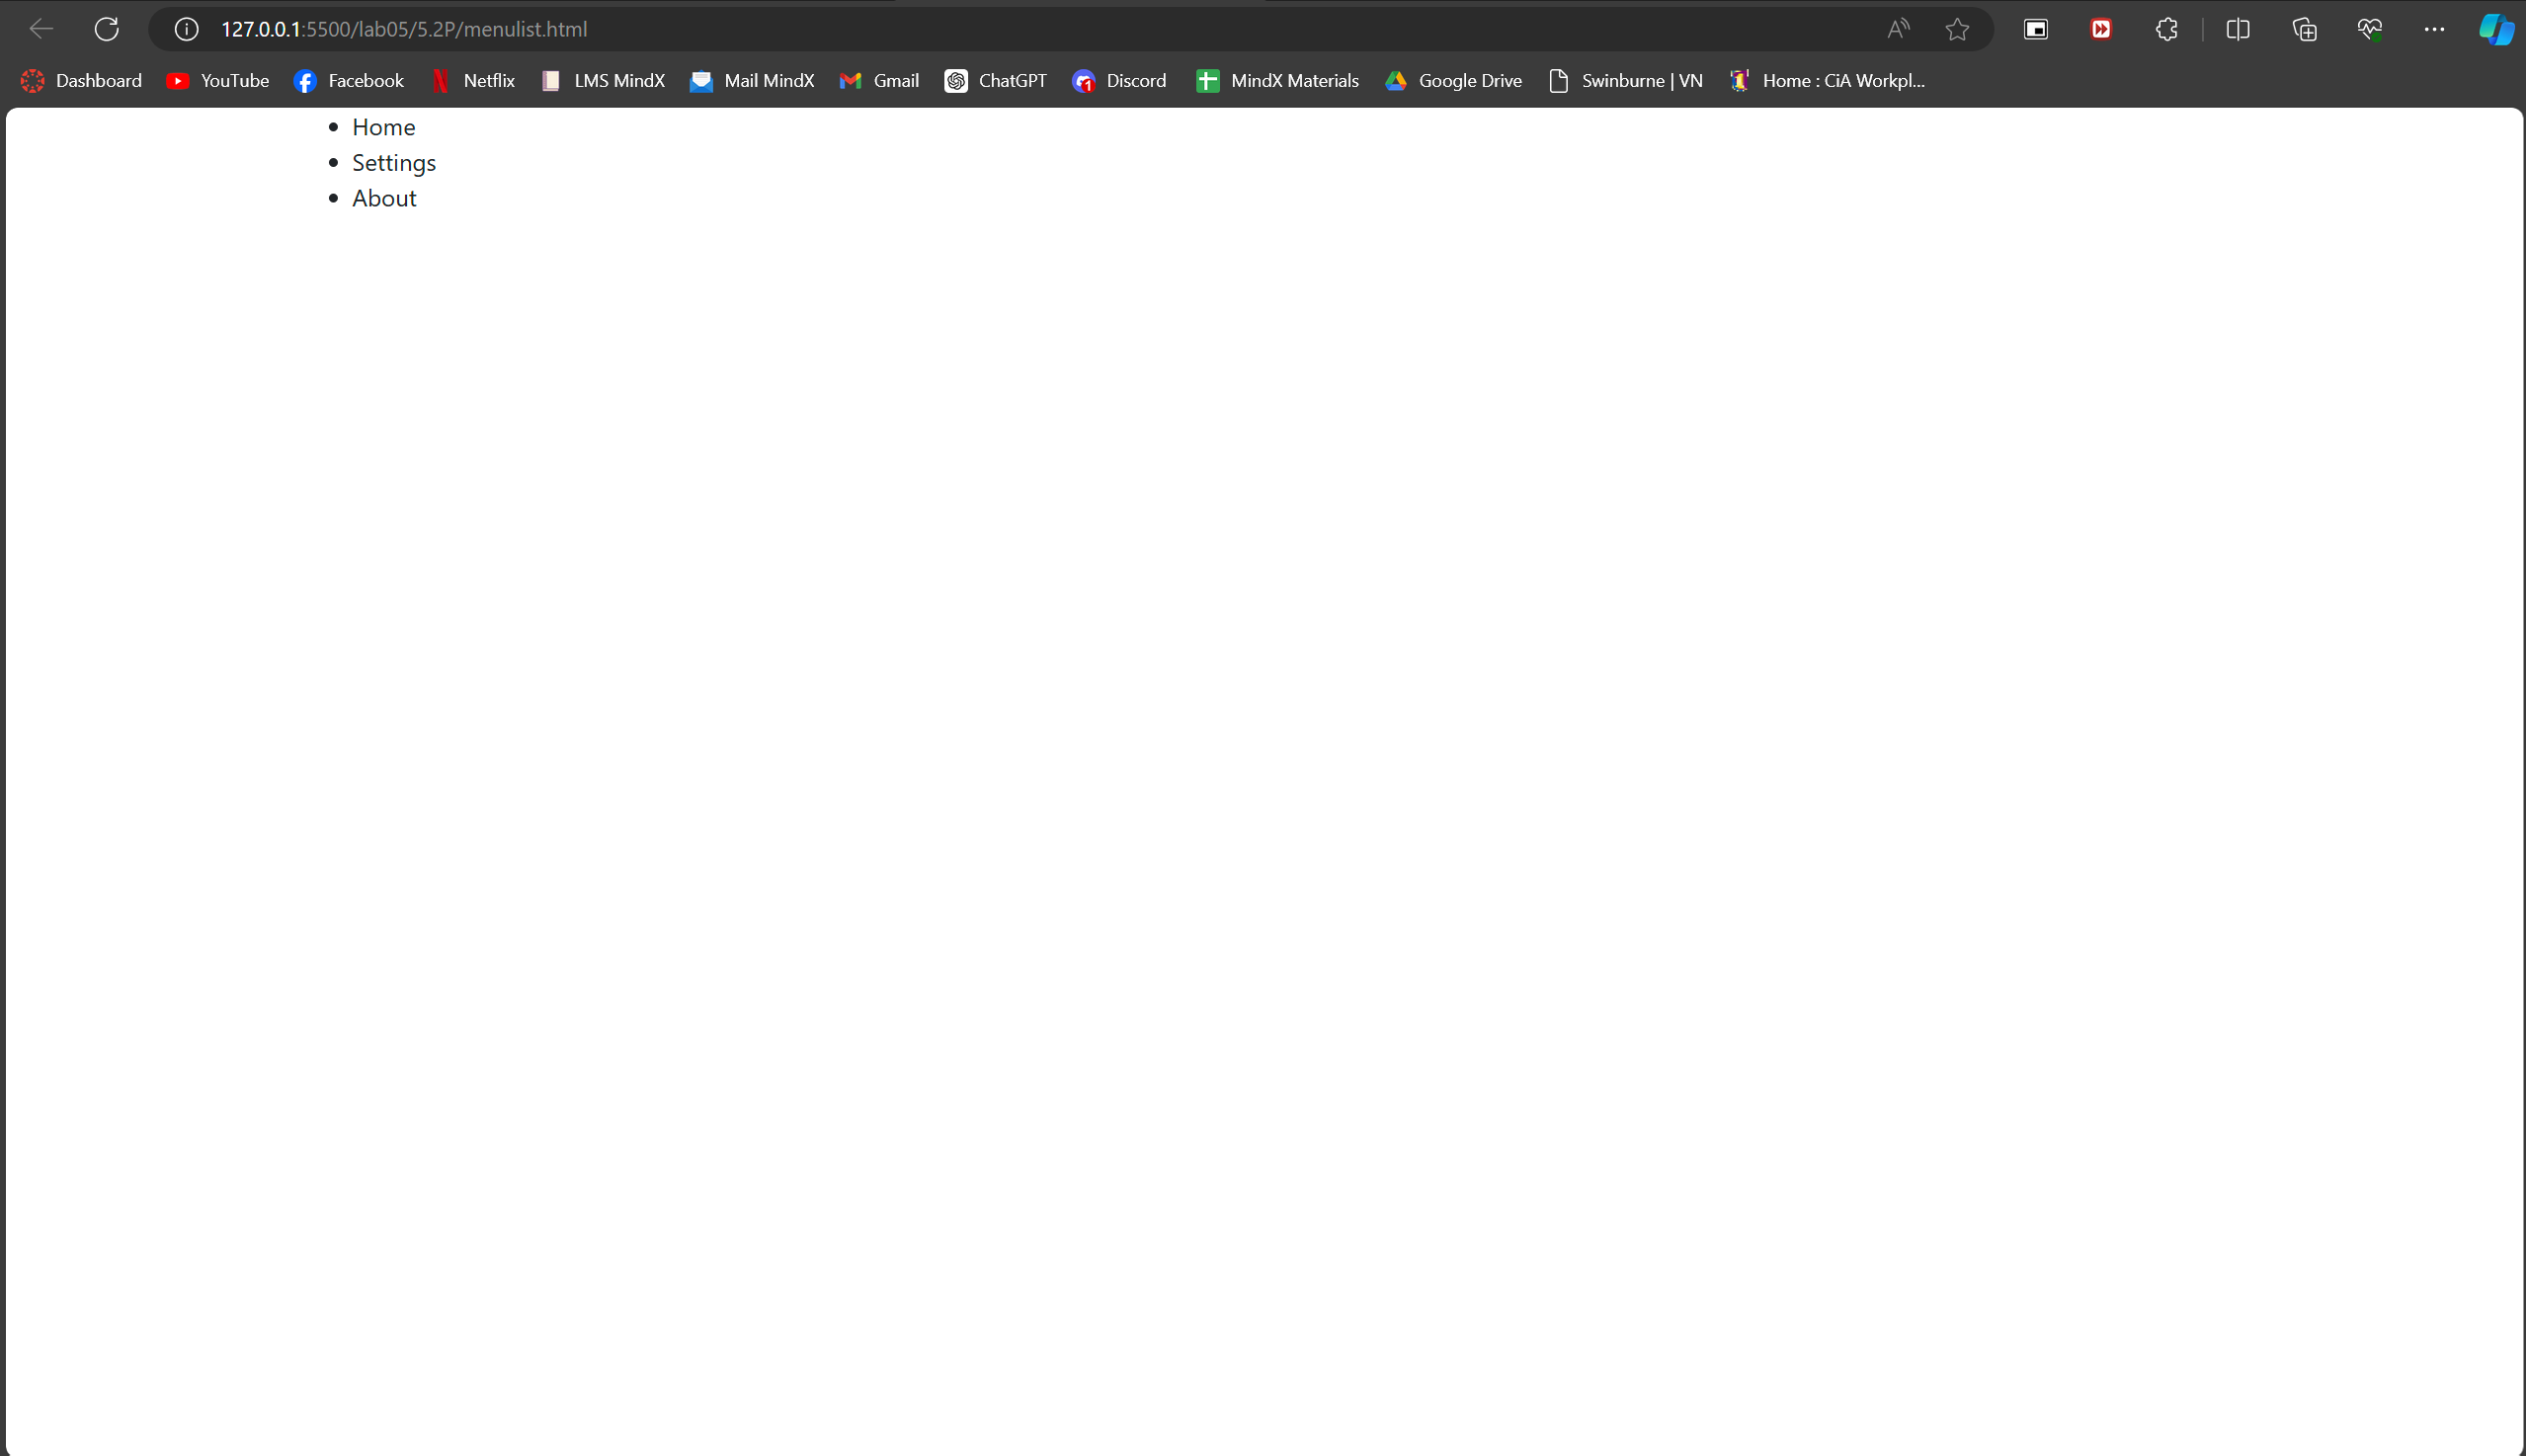 127.0.0.1:5500/lab05/5.2P/menulist.html
Dashboard YouTube Facebook Netflix LMS MindX Mail MindX Gmail ChatGPT Discord MindX Materials Google Drive Swinburne | VN Home : CiA Workpl...
Home
Settings
About